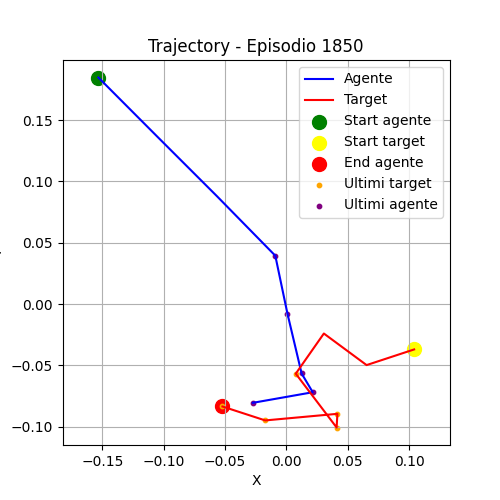 Trajectory - Episodio 1850
Agente
Target
Start agente
Start target
End agente
Ultimi target
Ultimi agente
0.15
0.10
0.05
0.00
−0.05
−0.10
−0.15
−0.10
−0.05
0.00
0.05
0.10
X